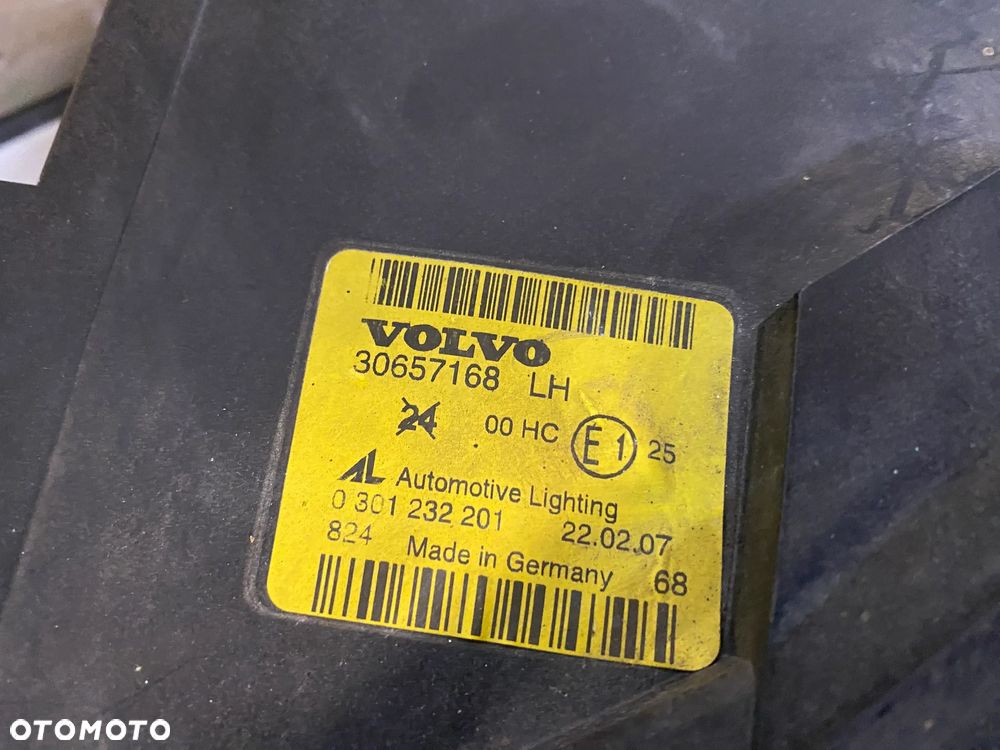 VOLVO
30657168 LH
24 00 HC E1 25
AL Automotive Lighting
0 301 232 201 22.02.07
824 Made in Germany 68
OTOMOTO